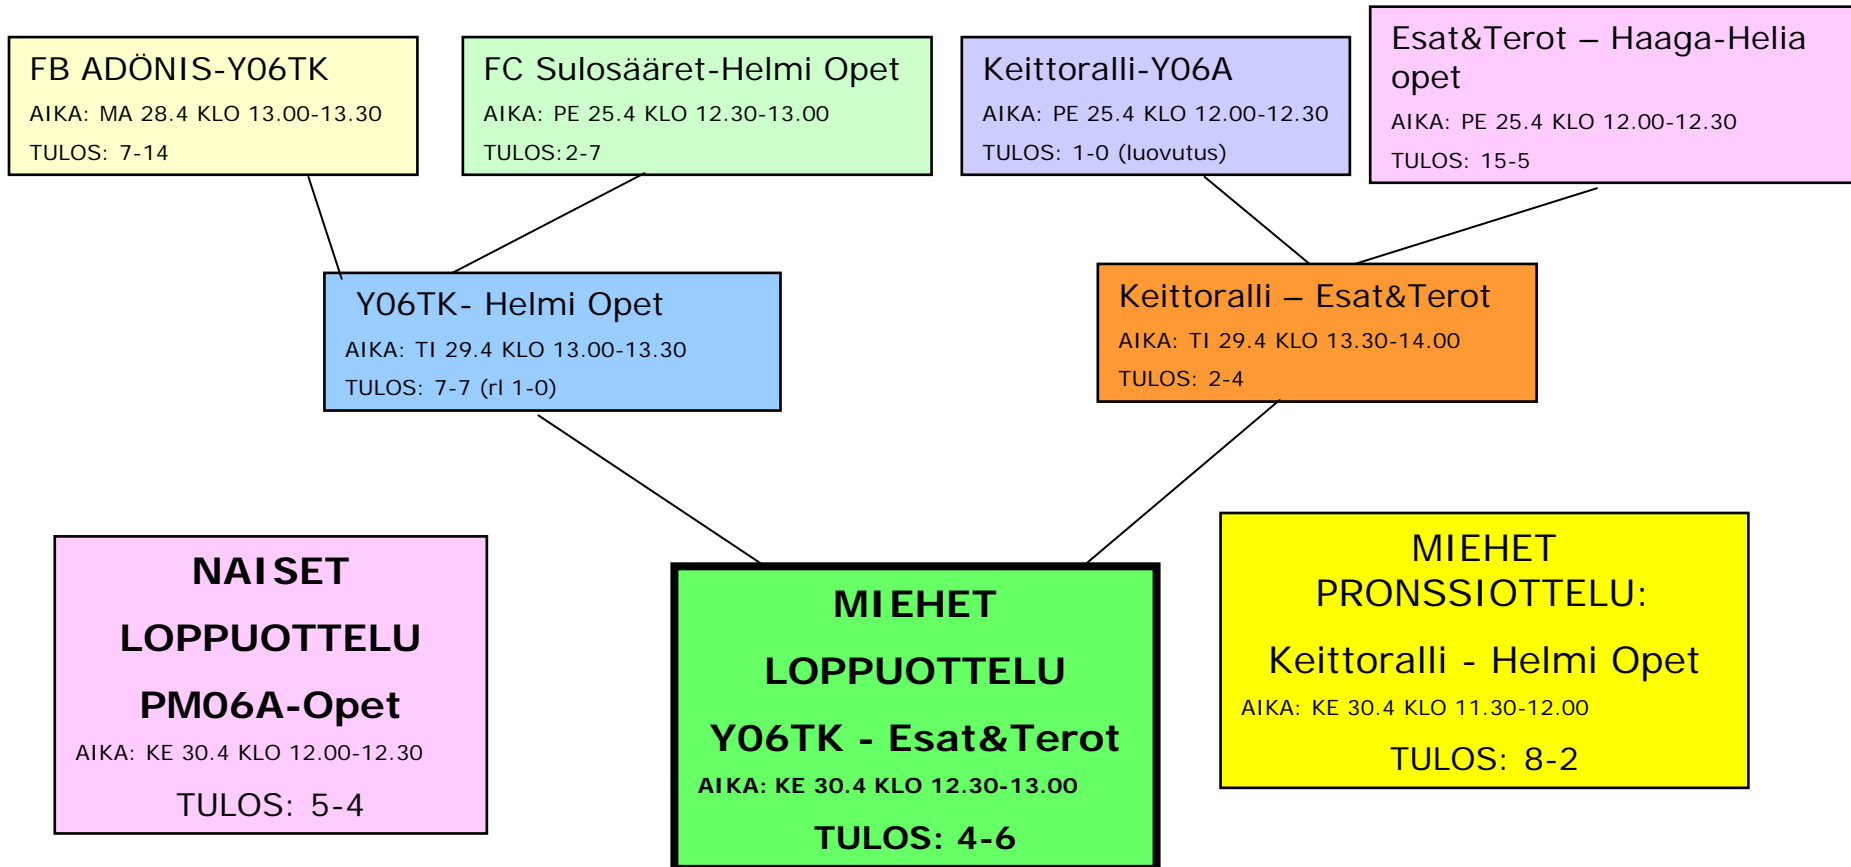 FB ADÖNIS-Y06TK
AIKA: MA 28.4 KLO 13.00-13.30
TULOS: 7-14
FC Sulosääret-Helmi Opet
AIKA: PE 25.4 KLO 12.30-13.00
TULOS:2-7
Keittoralli-Y06A
AIKA: PE 25.4 KLO 12.00-12.30
TULOS: 1-0 (luovutus)
Esat&Terot – Haaga-Helia
opet
AIKA: PE 25.4 KLO 12.00-12.30
TULOS: 15-5
Y06TK- Helmi Opet
AIKA: TI 29.4 KLO 13.00-13.30
TULOS: 7-7 (rl 1-0)
Keittoralli – Esat&Terot
AIKA: TI 29.4 KLO 13.30-14.00
TULOS: 2-4
NAISET
LOPPUOTTELU
PM06A-Opet
AIKA: KE 30.4 KLO 12.00-12.30
TULOS: 5-4
MIEHET
LOPPUOTTELU
Y06TK - Esat&Terot
AIKA: KE 30.4 KLO 12.30-13.00
TULOS: 4-6
MIEHET
PRONSSIOTTELU:
Keittoralli - Helmi Opet
AIKA: KE 30.4 KLO 11.30-12.00
TULOS: 8-2